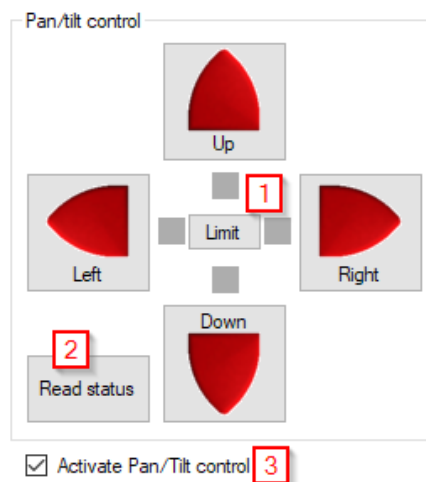 Pan/tilt control
Up
1
Limit
Left
Right
Down
2
Read status
Activate Pan/Tilt control 3